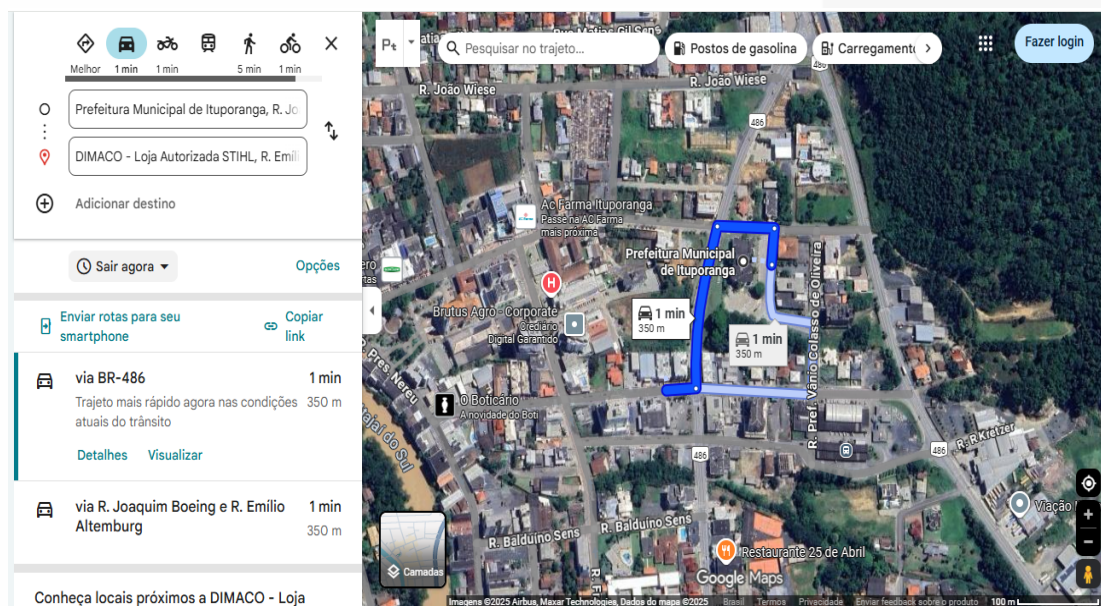 Melhor
1 min
1 min
5 min
1 min
Prefeitura Municipal de Ituporanga, R. Jo
DIMACO - Loja Autorizada STIHL, R. Emíl
Adicionar destino
Sair agora
Opções
Enviar rotas para seu
smartphone
Copiar
link
via BR-486
1 min
Trajeto mais rápido agora nas condições
350 m
atuais do trânsito
Detalhes
Visualizar
via R. Joaquim Boeing e R. Emílio
1 min
Altemburg
350 m
Conheça locais próximos a DIMACO - Loja
Pesquisar no trajeto...
Postos de gasolina
Carregamento
Fazer login
R. João Wiese
R. João Wiese
486
486
Ac Farma Ituporanga
Passe na AC Farma
mais próxima
Prefeitura Municipal
de Ituporanga
H
Brutus Agro - Corporate
Crediário
Digital Garantido
1 min
350 m
1 min
350 m
R. Pref. Vânio Colasso de Oliveira
O Boticário
A novidade do Boti
486
486
R. R Kretzer
Viação
R. Balduino Sens
R. Balduino Sens
Restaurante 25 de Abril
Camadas
Google Maps
Imagens ©2025 Airbus, Maxar Technologies, Dados do mapa ©2025
Brasil
Termos
Privacidade
Enviar feedback sobre o produto
100 m